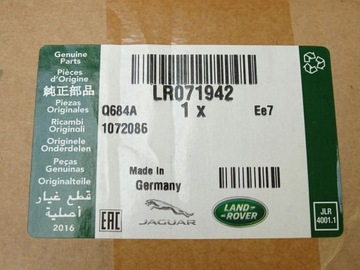 Genuine
Parts
Pièces
d'Origine
純正部品
Piezas
Originales
Ricambi
Originali
Originele
Onderdelen
Peças
Genuinas
Originalteile
قطع غيار
أصلية
2016
LR071942
Q684A
1 x
Ee7
1072086
Made in
Germany
EAC
JAGUAR
LAND-
ROVER
JLR
4001.1